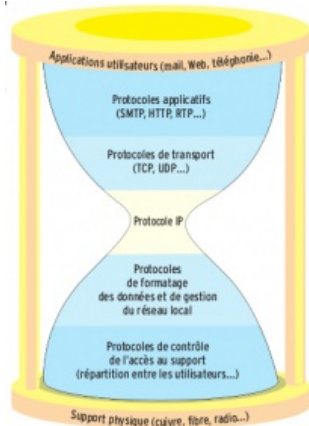 Applications utilisateurs (mail, Web, téléphonie...)
Protocoles applicatifs
(SMTP, HTTP, RTP...)
Protocoles de transport
(TCP, UDP...)
Protocole IP
Protocoles
de formatage
des données et de gestion
du réseau local
Protocoles de contrôle
de l'accès au support
(répartition entre les utilisateurs...)
Support physique (cuivre, fibre, radio...)